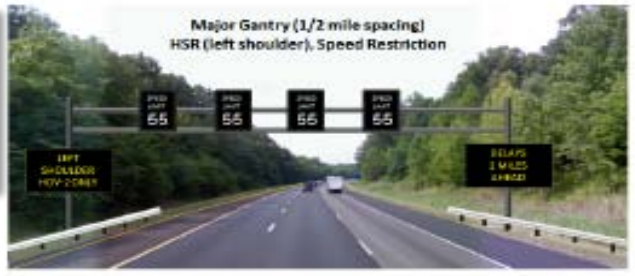 Major Gantry (1/2 mile spacing)
HSR (left shoulder), Speed Restriction
SPEED
LIMIT
55
SPEED
LIMIT
55
SPEED
LIMIT
55
SPEED
LIMIT
55
LEFT
SHOULDER
HOV-2 ONLY
DELAYS
2 MILES
AHEAD